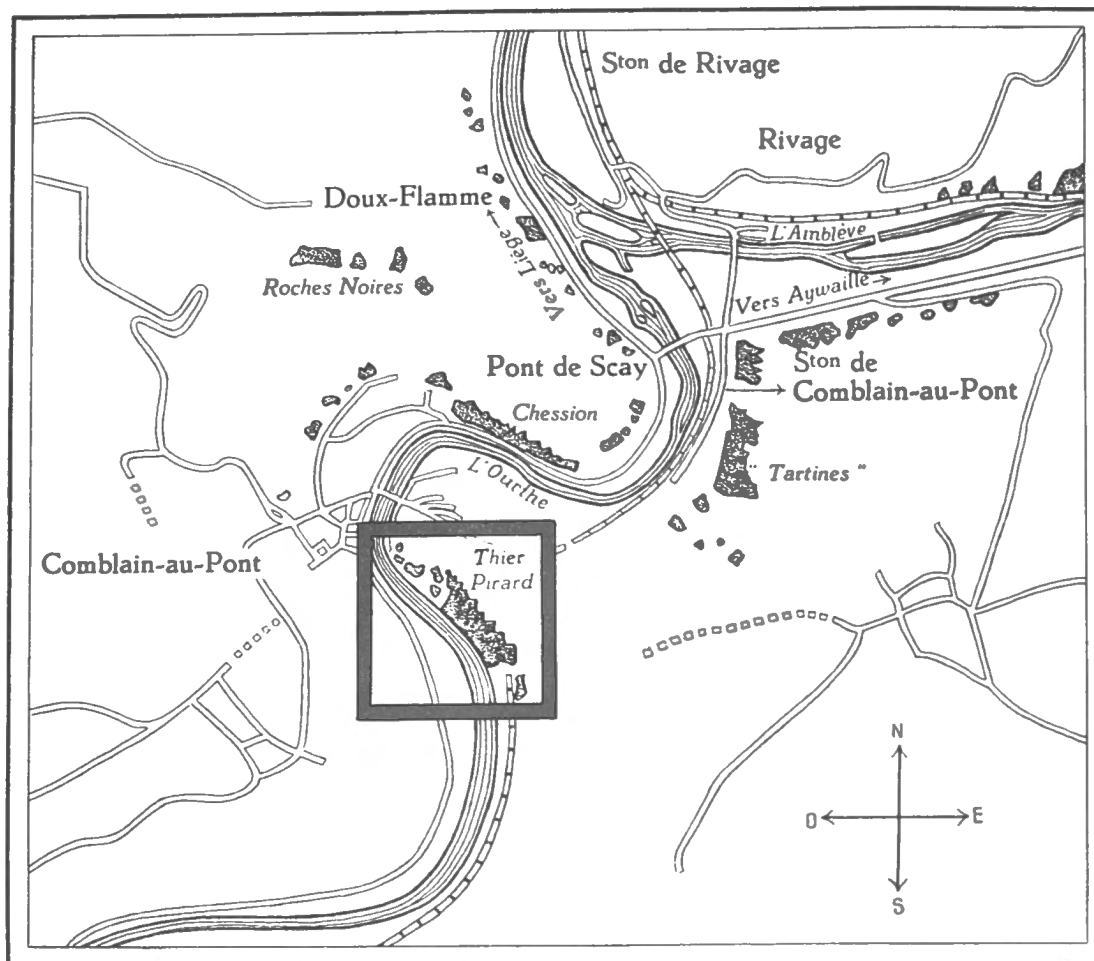 Ston de Rivage
Rivage
Doux-Flamme
L'Amblève
Vers Liège
Roches Noires
Vers Aywaille
Pont de Scay
Ston de
Comblain-au-Pont
Chession
L'Ourthe
"Tartines"
Comblain-au-Pont
Thier
Pirard
N
O
E
S